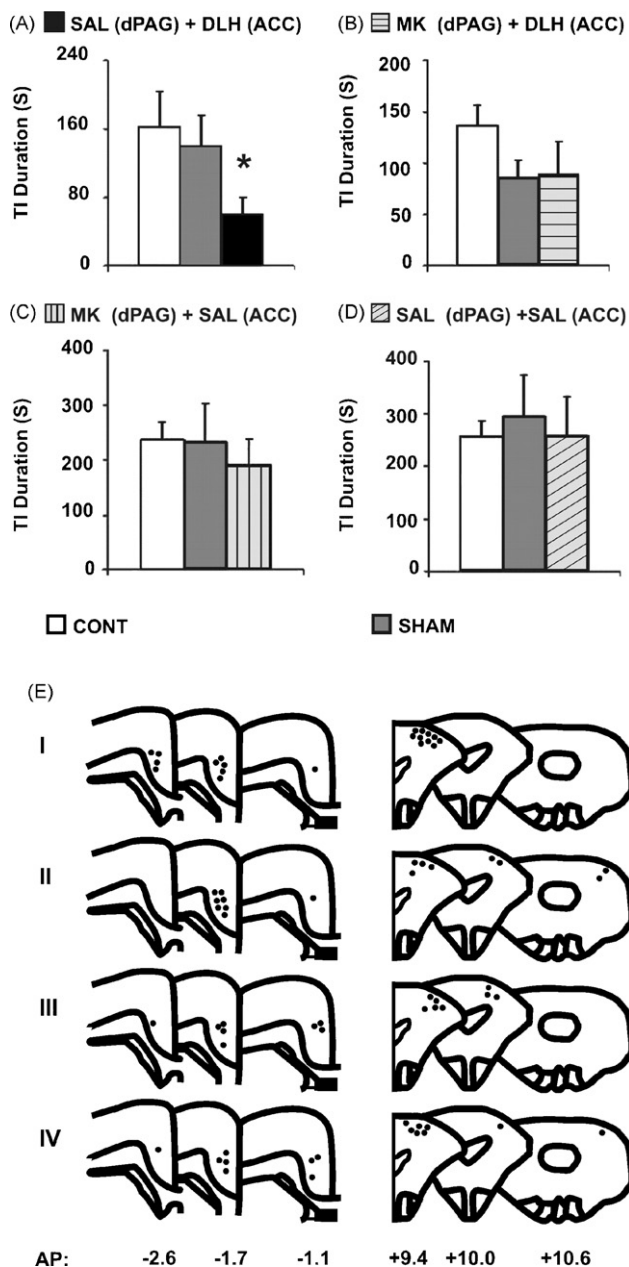 (A) SAL (dPAG) + DLH (ACC)
(B) MK (dPAG) + DLH (ACC)
TI Duration (S)
240
160
80
0
*
TI Duration (S)
200
150
100
50
0
(C) MK (dPAG) + SAL (ACC)
(D) SAL (dPAG) +SAL (ACC)
TI Duration (S)
400
300
200
100
0
TI Duration (S)
400
300
200
100
0
CONT
SHAM
(E)
I
II
III
IV
AP: -2.6 -1.7 -1.1 +9.4 +10.0 +10.6